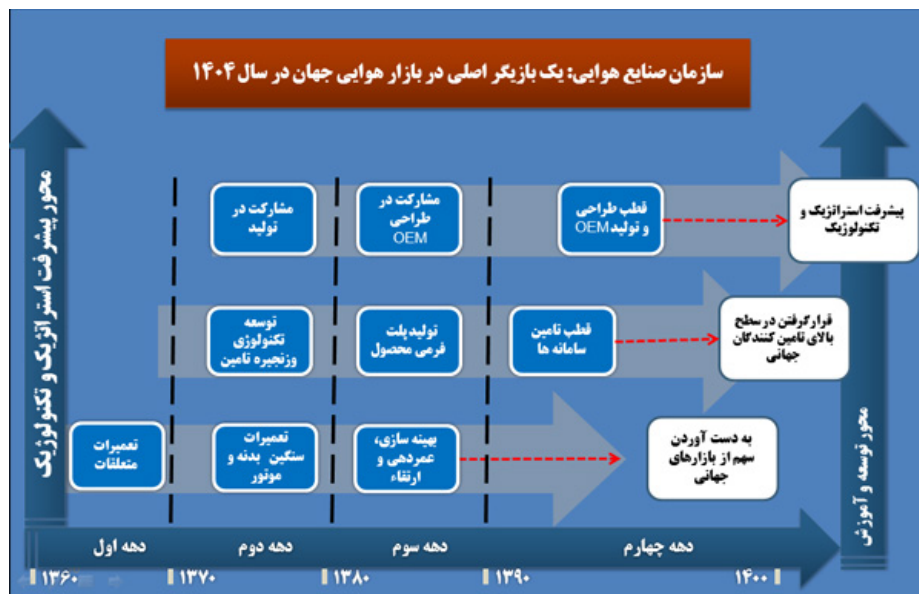 سازمان صنایع هوایی: یک بازیگر اصلی در بازار هوایی جهان در سال ۱۴۰۴
محور پیشرفت استراتژیک و تکنولوژیک
محور توسعه و آموزش
مشارکت در
تولید
مشارکت در
طراحی
OEM
قطب طراحی
و تولید OEM
پیشرفت استراتژیک و
تکنولوژیک
توسعه
تکنولوژی
وزنجیره تامین
تولید پلت
فرمی محصول
قطب تامین
سامانه ها
قرارگرفتن در سطح
بالای تامین کنندگان
جهانی
تعمیرات
متعلقات
تعمیرات
سنگین بدنه و
موتور
بهینه سازی،
عمردهی و
ارتقاء
به دست آوردن
سهم از بازارهای
جهانی
دهه اول
دهه دوم
دهه سوم
دهه چهارم
۱۳۶۰
۱۳۷۰
۱۳۸۰
۱۳۹۰
۱۴۰۰